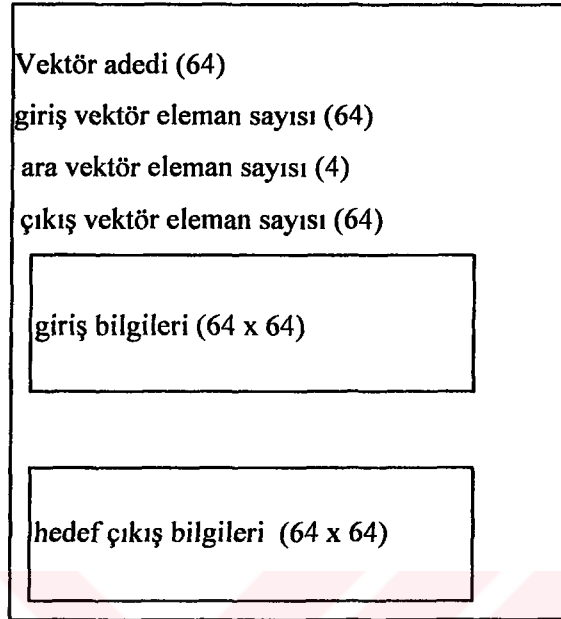 Vektör adedi (64)
giriş vektör eleman sayısı (64)
ara vektör eleman sayısı (4)
çıkış vektör eleman sayısı (64)
giriş bilgileri (64 x 64)
hedef çıkış bilgileri (64 x 64)